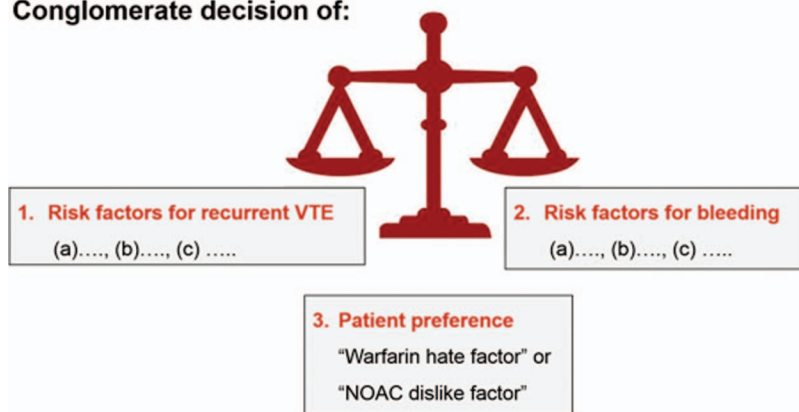 Conglomerate decision of:
1. Risk factors for recurrent VTE
(a)...., (b)...., (c) .....
2. Risk factors for bleeding
(a)...., (b)...., (c) .....
3. Patient preference
“Warfarin hate factor” or
“NOAC dislike factor”